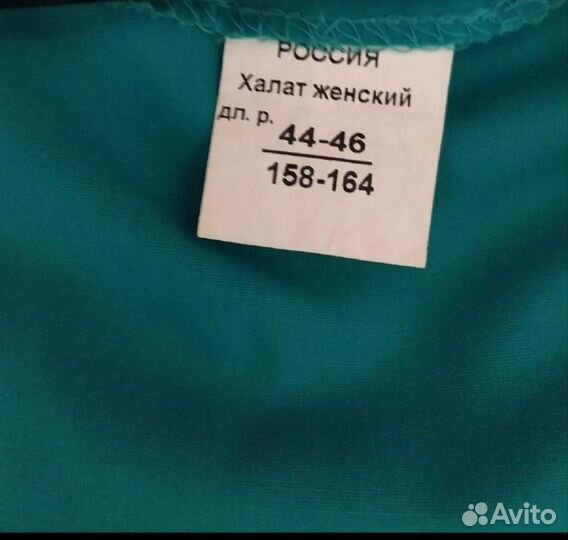 РОССИЯ
Халат женский
дл. р. 44-46
158-164
Avito